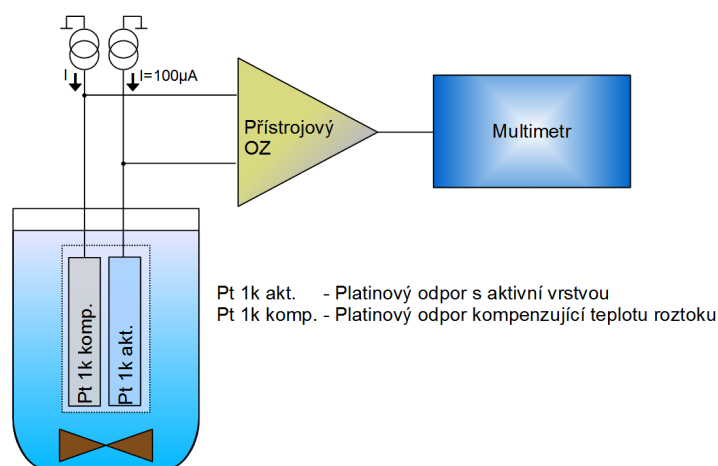 I
I=100µA
Přístrojový
OZ
Multimetr
Pt 1k komp.
Pt 1k akt.
Pt 1k akt. - Platinový odpor s aktivní vrstvou
Pt 1k komp. - Platinový odpor kompenzující teplotu roztoku